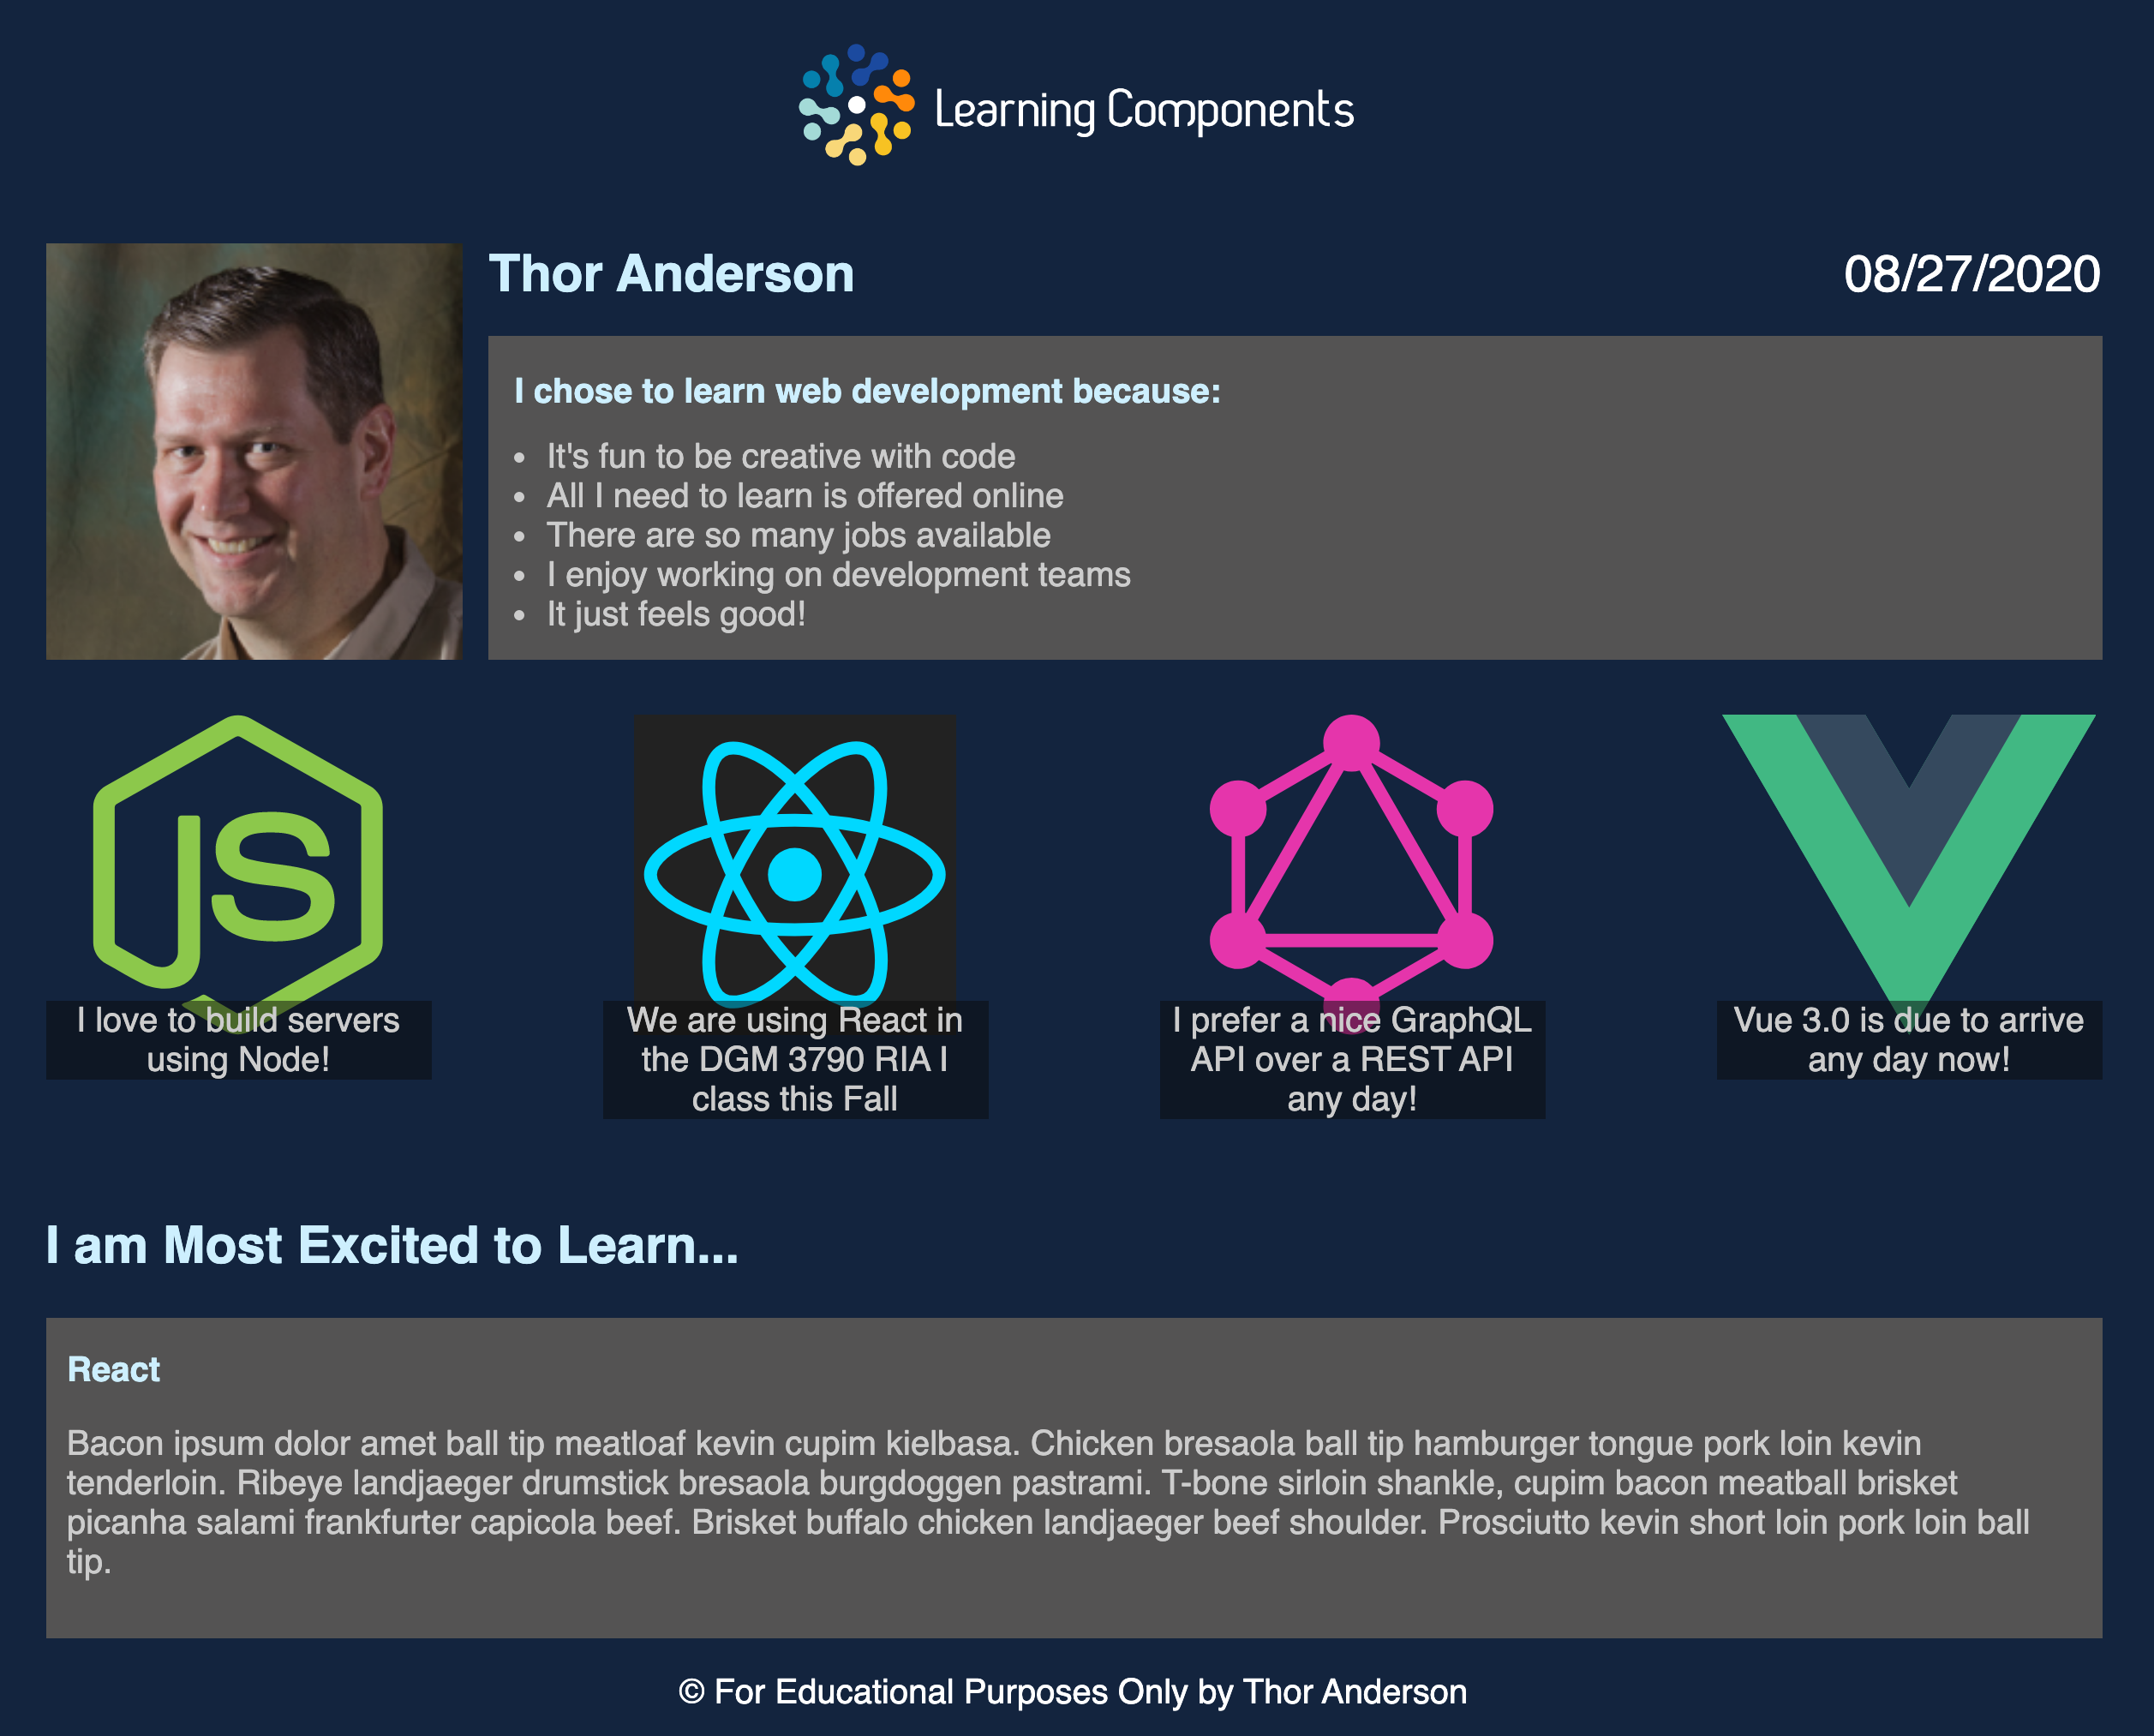 Learning Components
Thor Anderson
08/27/2020
I chose to learn web development because:
• It's fun to be creative with code
• All I need to learn is offered online
• There are so many jobs available
• I enjoy working on development teams
• It just feels good!
JS
I love to build servers
using Node!
We are using React in
the DGM 3790 RIA I
class this Fall
I prefer a nice GraphQL
API over a REST API
any day!
Vue 3.0 is due to arrive
any day now!
I am Most Excited to Learn...
React
Bacon ipsum dolor amet ball tip meatloaf kevin cupim kielbasa. Chicken bresaola ball tip hamburger tongue pork loin kevin
tenderloin. Ribeye landjaeger drumstick bresaola burgdoggen pastrami. T-bone sirloin shankle, cupim bacon meatball brisket
picanha salami frankfurter capicola beef. Brisket buffalo chicken landjaeger beef shoulder. Prosciutto kevin short loin pork loin ball
tip.
© For Educational Purposes Only by Thor Anderson